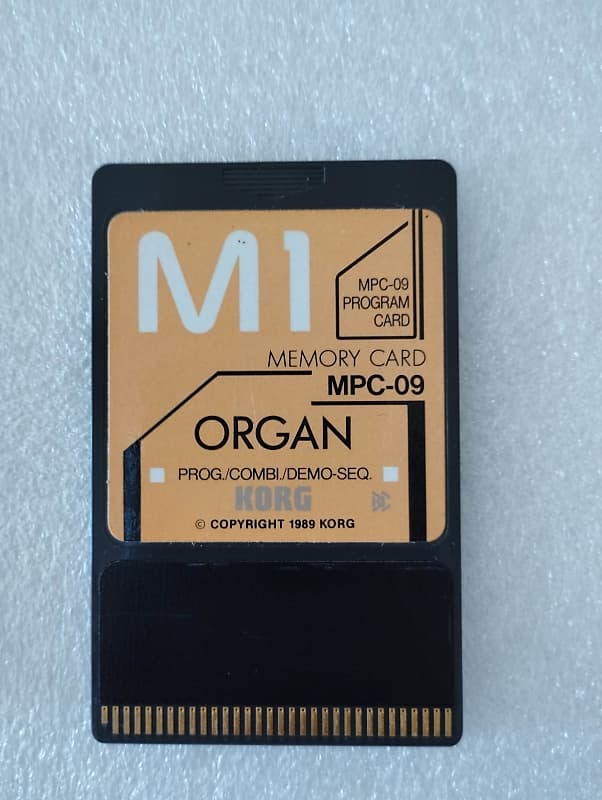 M1
MPC-09
PROGRAM
CARD
MEMORY CARD
MPC-09
ORGAN
PROG./COMBI./DEMO-SEQ.
KORG
© COPYRIGHT 1989 KORG